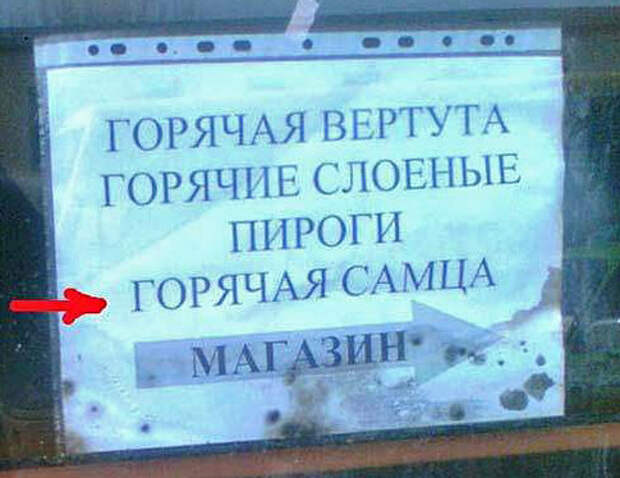 ГОРЯЧАЯ ВЕРТУТА
ГОРЯЧИЕ СЛОЕНЫЕ
ПИРОГИ
ГОРЯЧАЯ САМЦА
МАГАЗИН